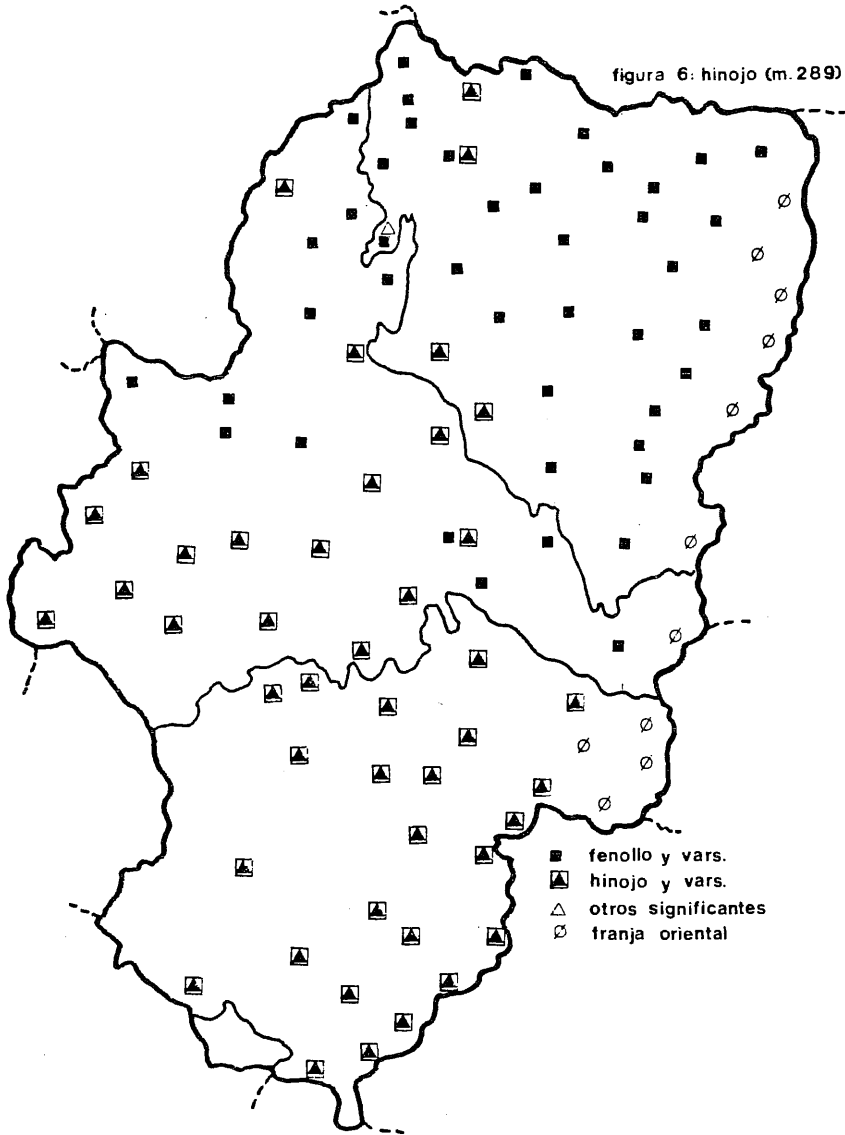 figura 6: hinojo (m. 289)
fenollo y vars.
hinojo y vars.
otros significantes
franja oriental